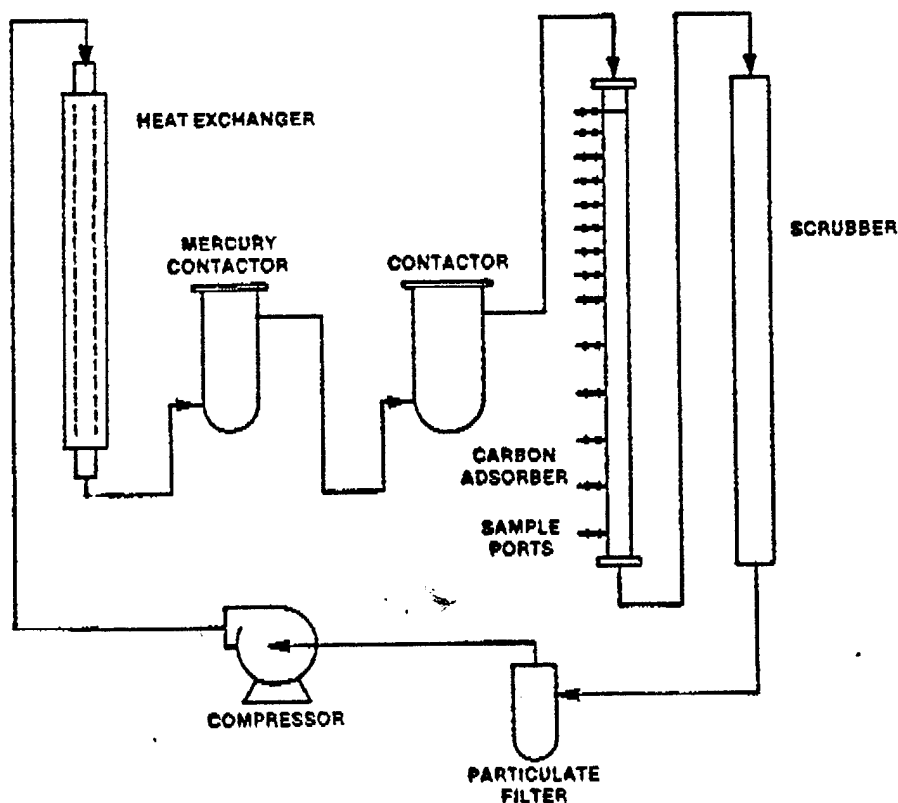 HEAT EXCHANGER
MERCURY
CONTACTOR
CONTACTOR
SCRUBBER
CARBON
ADSORBER
SAMPLE
PORTS
COMPRESSOR
PARTICULATE
FILTER